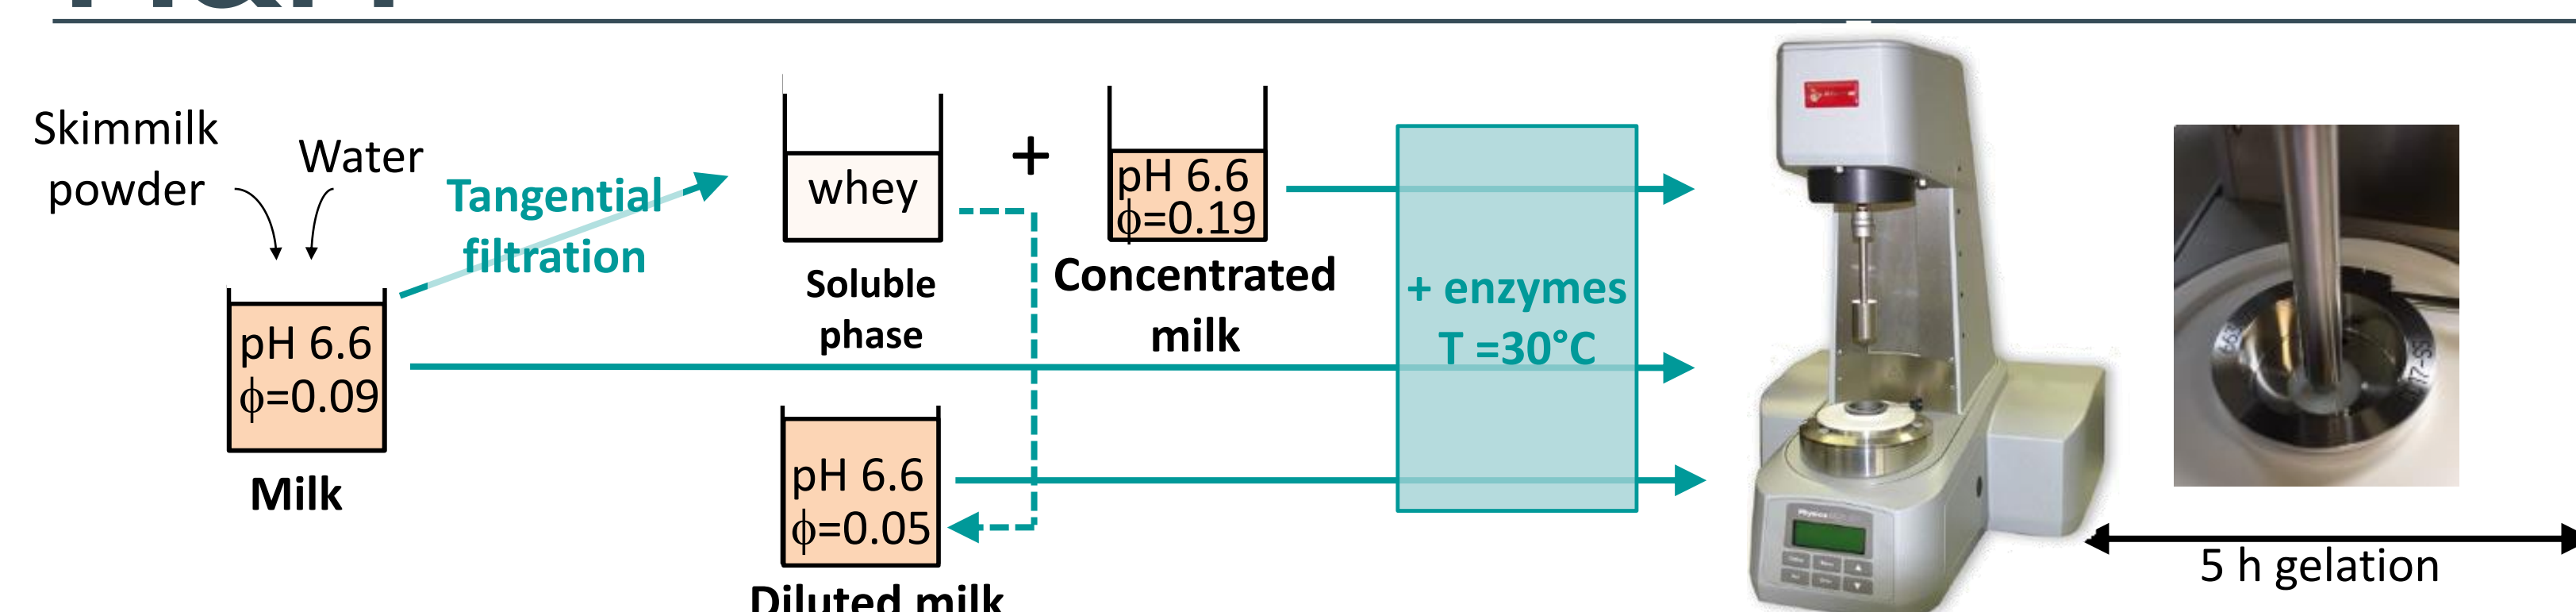 Skimmilk
powder
Water
Tangential
filtration
pH 6.6
ϕ=0.09
Milk
whey
Soluble
phase
+
pH 6.6
ϕ=0.19
Concentrated
milk
pH 6.6
ϕ=0.05
Diluted milk
+ enzymes
T =30°C
Physica
5 h gelation